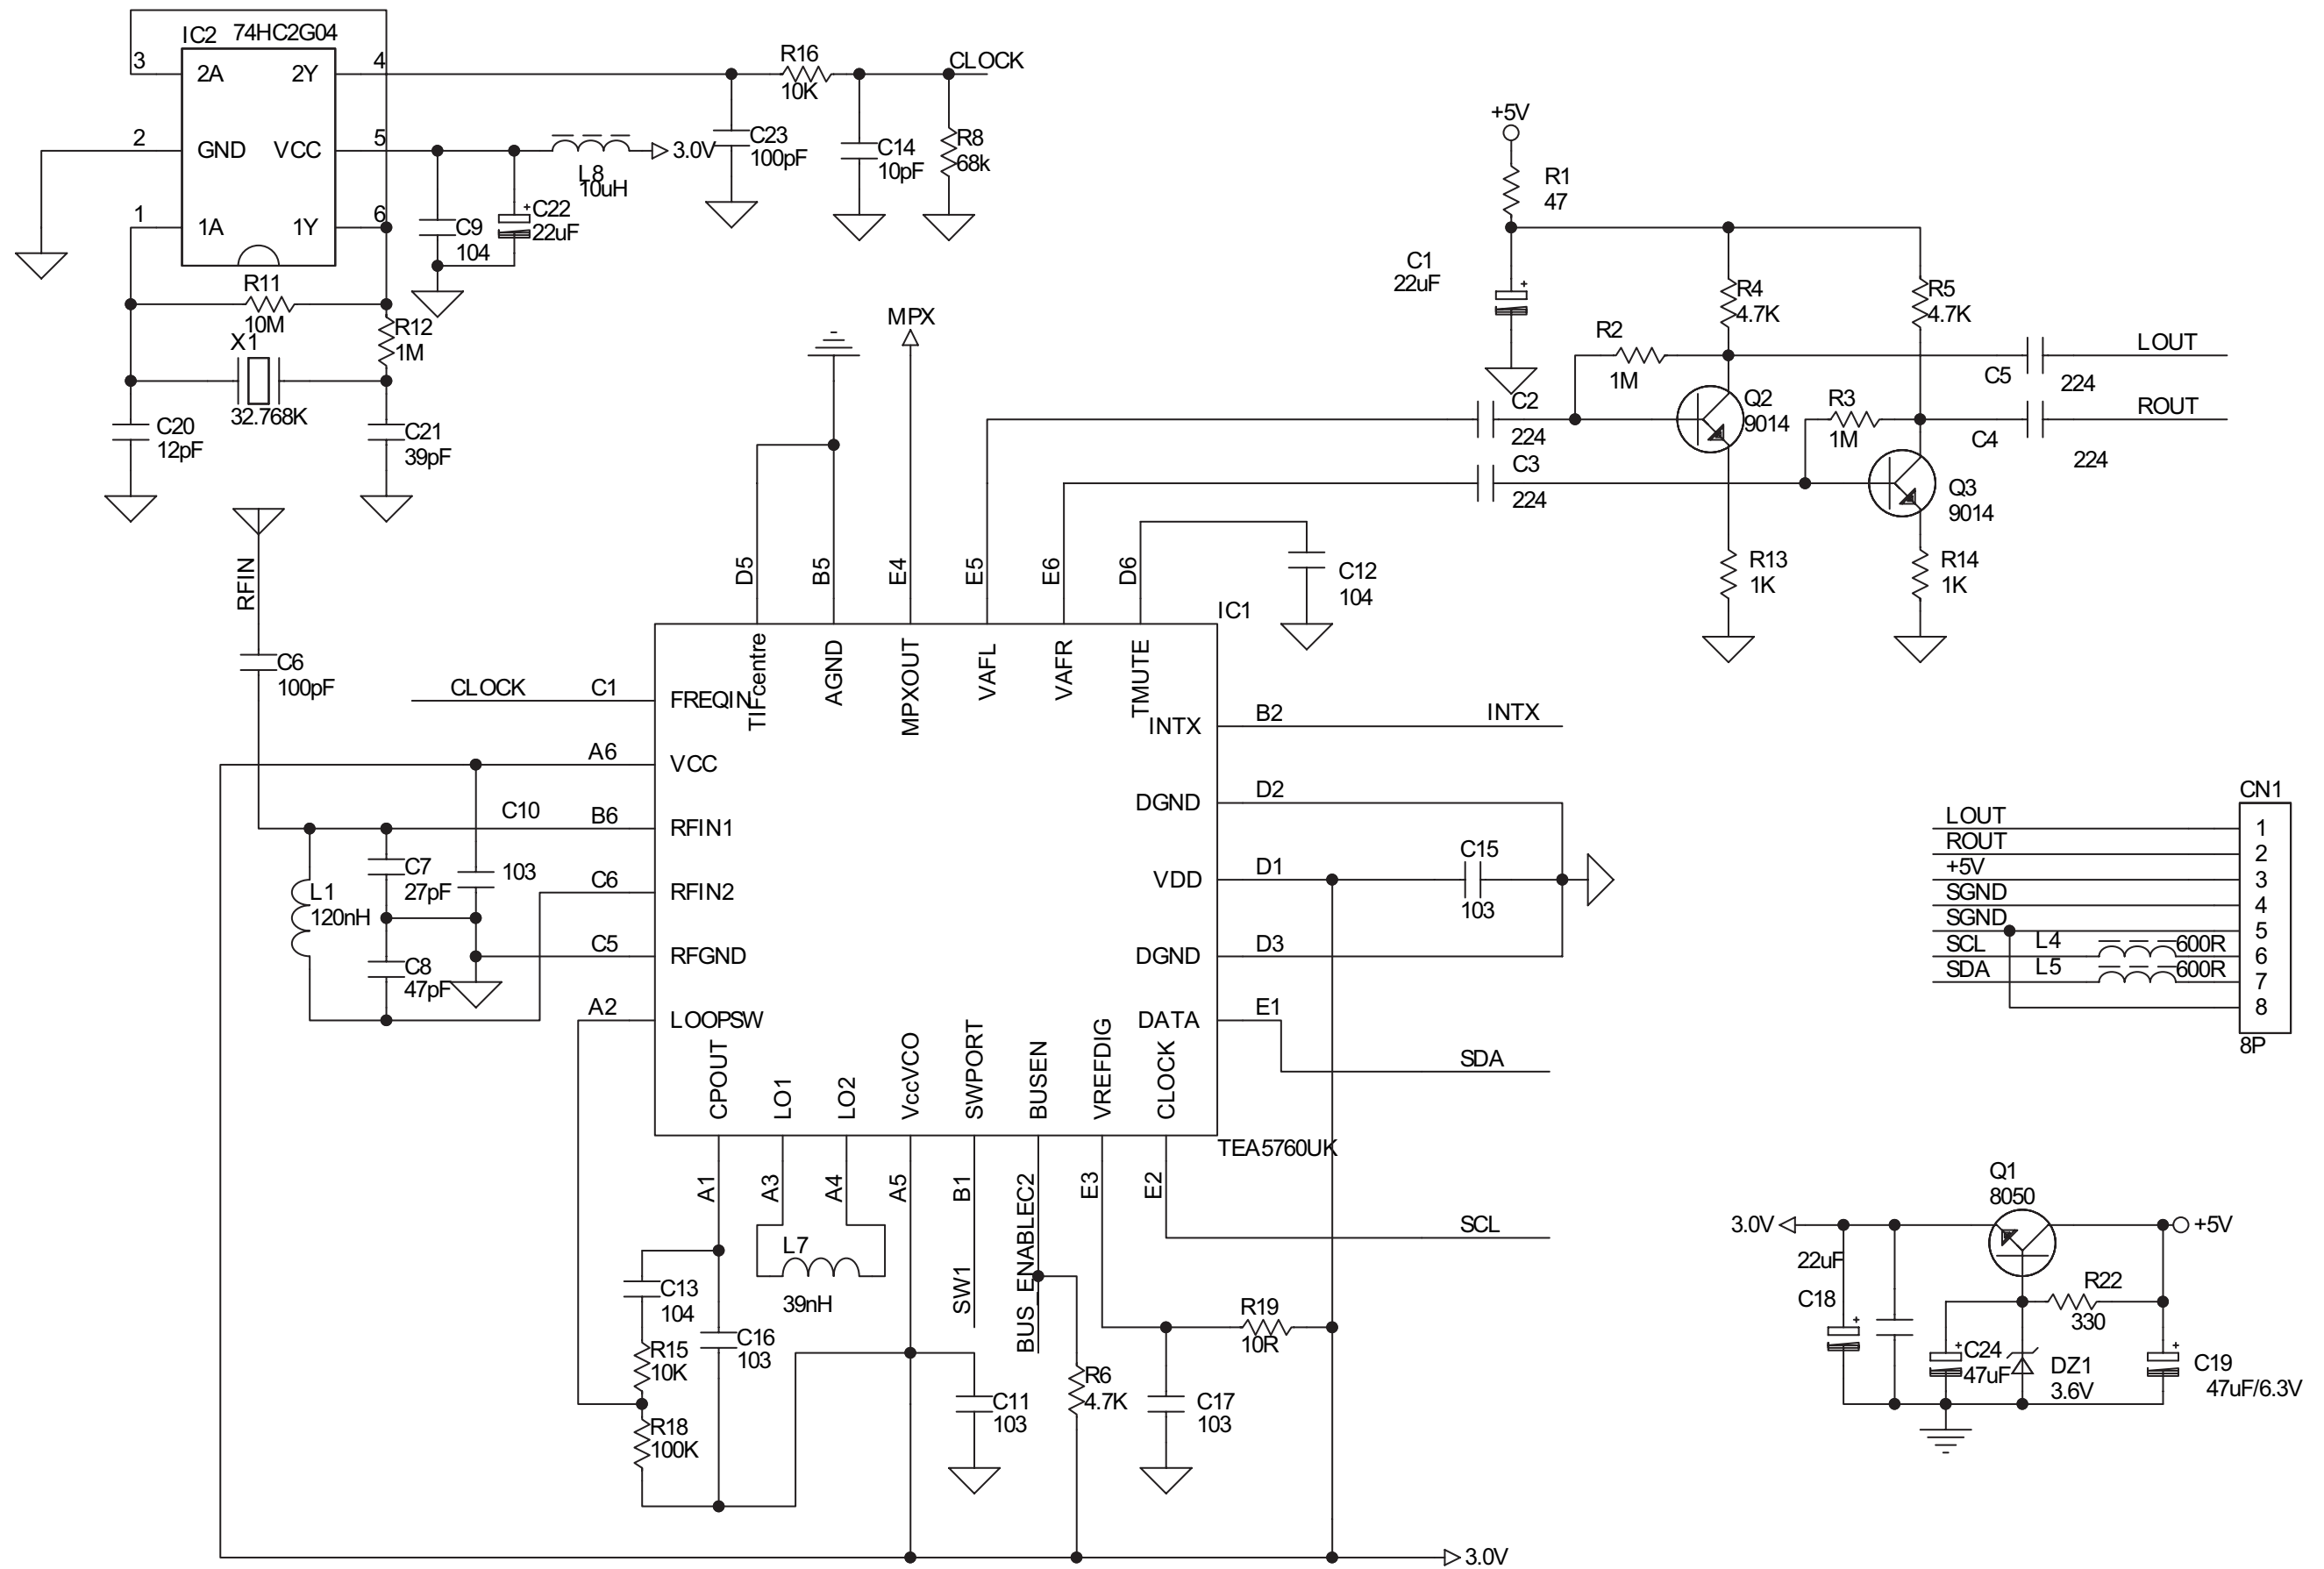 IC2 74HC2G04
3 2A 2Y 4
2 GND VCC 5
1 1A 1Y 6
R11
10M
X1
32.768K
R12
1M
C20
12pF
C21
39pF
C9
104
+
C22
22uF
L8
10uH
3.0V
C23
100pF
R16
10K
C14
10pF
R8
68k
CLOCK
+5V
R1
47
C1
22uF
+
R4
4.7K
R5
4.7K
R2
1M
Q2
9014
R3
1M
Q3
9014
C5
224
LOUT
C4
224
ROUT
C2
224
C3
224
R13
1K
R14
1K
MPX
RFIN
C6
100pF
D5
B5
E4
E5
E6
D6
C12
104
IC1
TIFcentre
AGND
MPXOUT
VAFL
VAFR
TMUTE
CLOCK C1 FREQIN
A6 VCC
C10 B6 RFIN1
103 C6 RFIN2
C5 RFGND
A2 LOOPSW
L1
120nH
C7
27pF
C8
47pF
INTX B2 INTX
DGND D2
VDD D1
C15
103
DGND D3
DATA E1
SDA
CPOUT
LO1
LO2
VccVCO
SWPORT
BUSEN
VREFDIG
CLOCK
TEA5760UK
A1
A3
A4
A5
B1
BUS_ENABLEC2
E3
E2
SCL
SW1
L7
39nH
C13
104
R15
10K
R18
100K
C16
103
C11
103
R6
4.7K
C17
103
R19
10R
3.0V
CN1
LOUT 1
ROUT 2
+5V 3
SGND 4
SGND 5
SCL L4 600R 6
SDA L5 600R 7
8
8P
Q1
8050
3.0V
+5V
22uF
C18
+
R22
330
+
C24
47uF
DZ1
3.6V
+
C19
47uF/6.3V